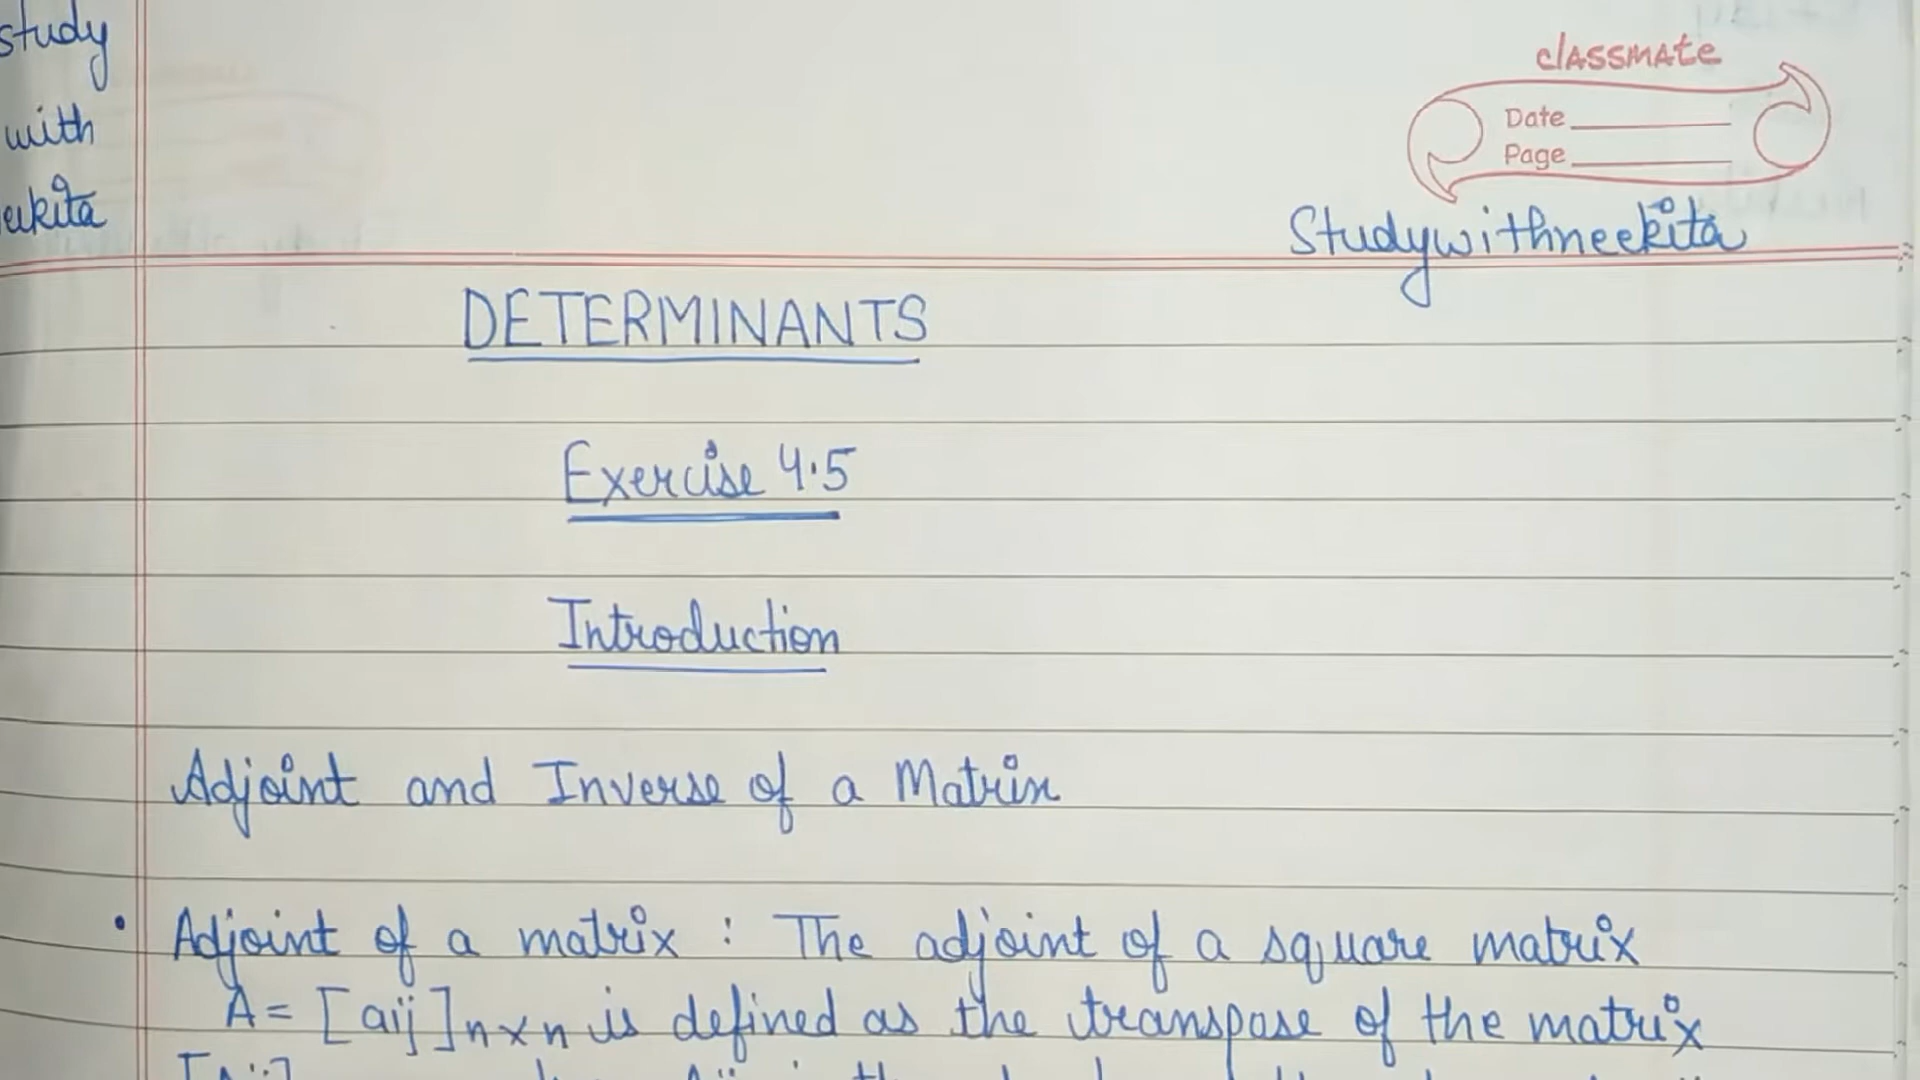 study
with
classmate
Date
Page
Studywithneekita
DETERMINANTS
Exercise 4.5
Introduction
Adjoint and Inverse of a Matrix
• Adjoint of a matrix : The adjoint of a square matrix
A = [aij]n×n is defined as the transpose of the matrix